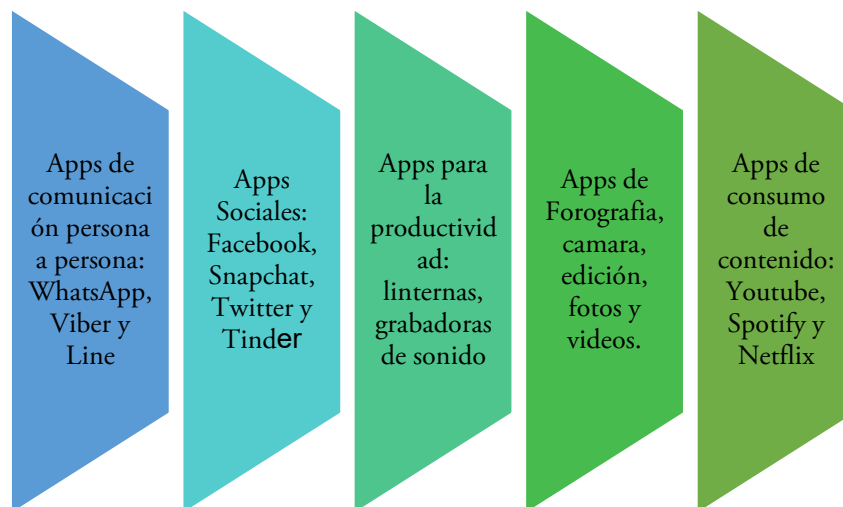 Apps de
comunicaci
ón persona
a persona:
WhatsApp,
Viber y
Line
Apps
Sociales:
Facebook,
Snapchat,
Twitter y
Tinder
Apps para
la
productivid
ad:
linternas,
grabadoras
de sonido
Apps de
Forografia,
camara,
edición,
fotos y
videos.
Apps de
consumo
de
contenido:
Youtube,
Spotify y
Netflix